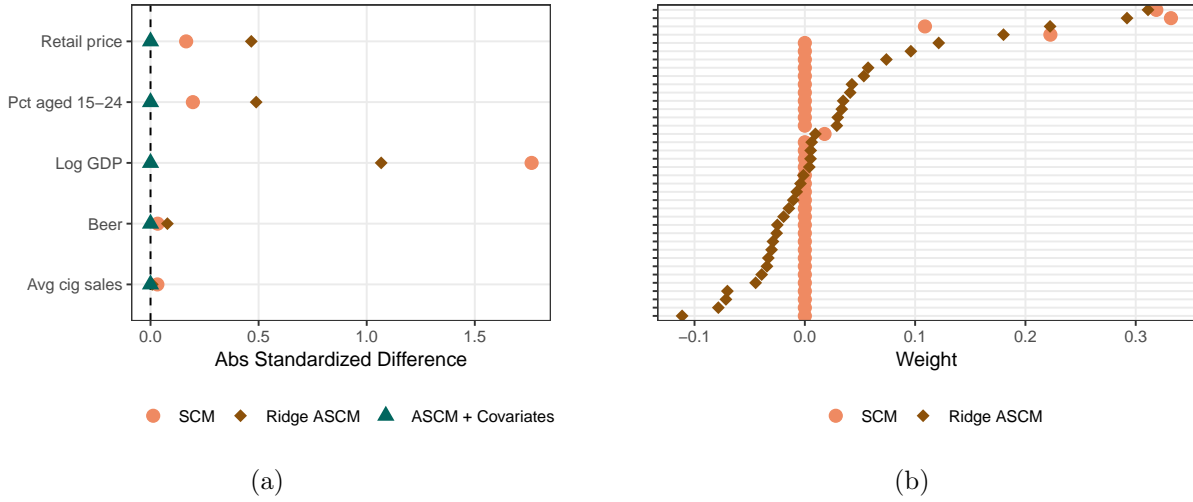 Retail price
Pct aged 15−24
Log GDP
Beer
Avg cig sales
0.0 0.5 1.0 1.5
Abs Standardized Difference
SCM Ridge ASCM ASCM + Covariates
(a)
−0.1 0.0 0.1 0.2 0.3
Weight
SCM Ridge ASCM
(b)